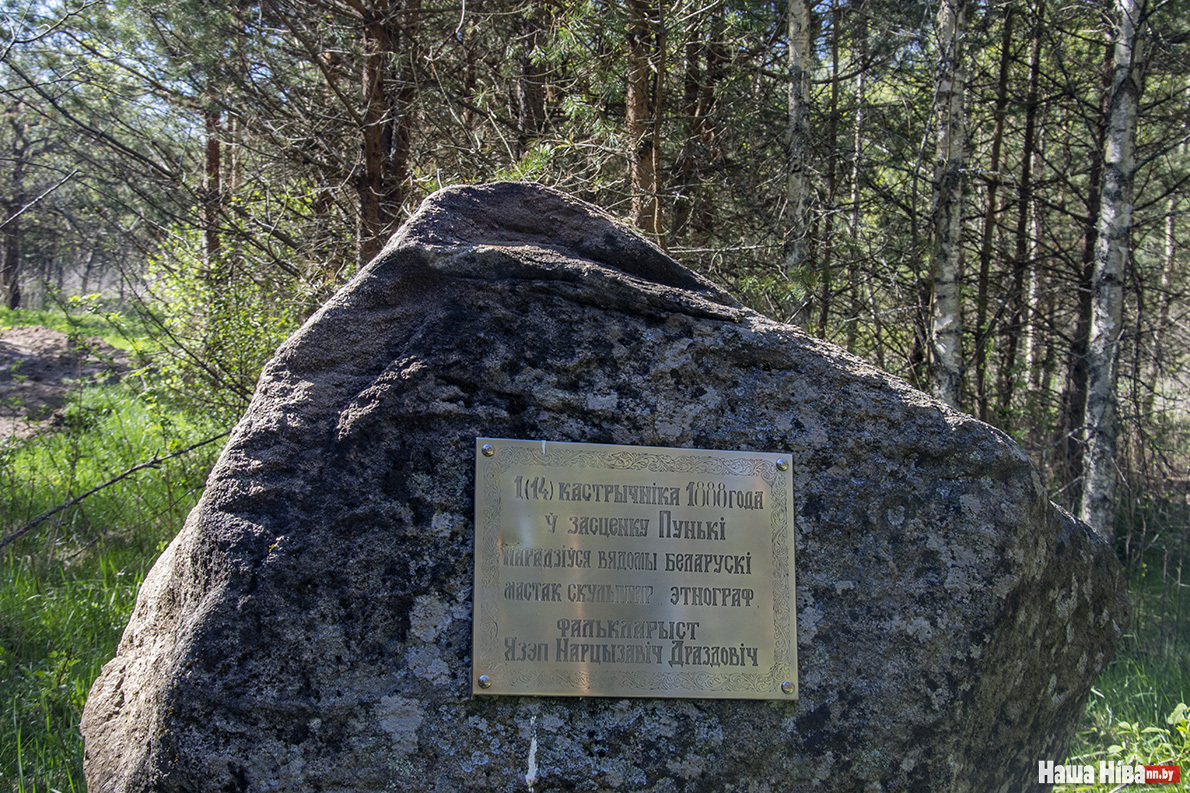 1(14) кастрычніка 1888 года
ў засценку Пунькі
нарадзіўся вядомы беларускі
мастак скульптар этнограф
фалькларыст
Язэп Нарцызавіч Драздовіч
Наша Ніва nn.by